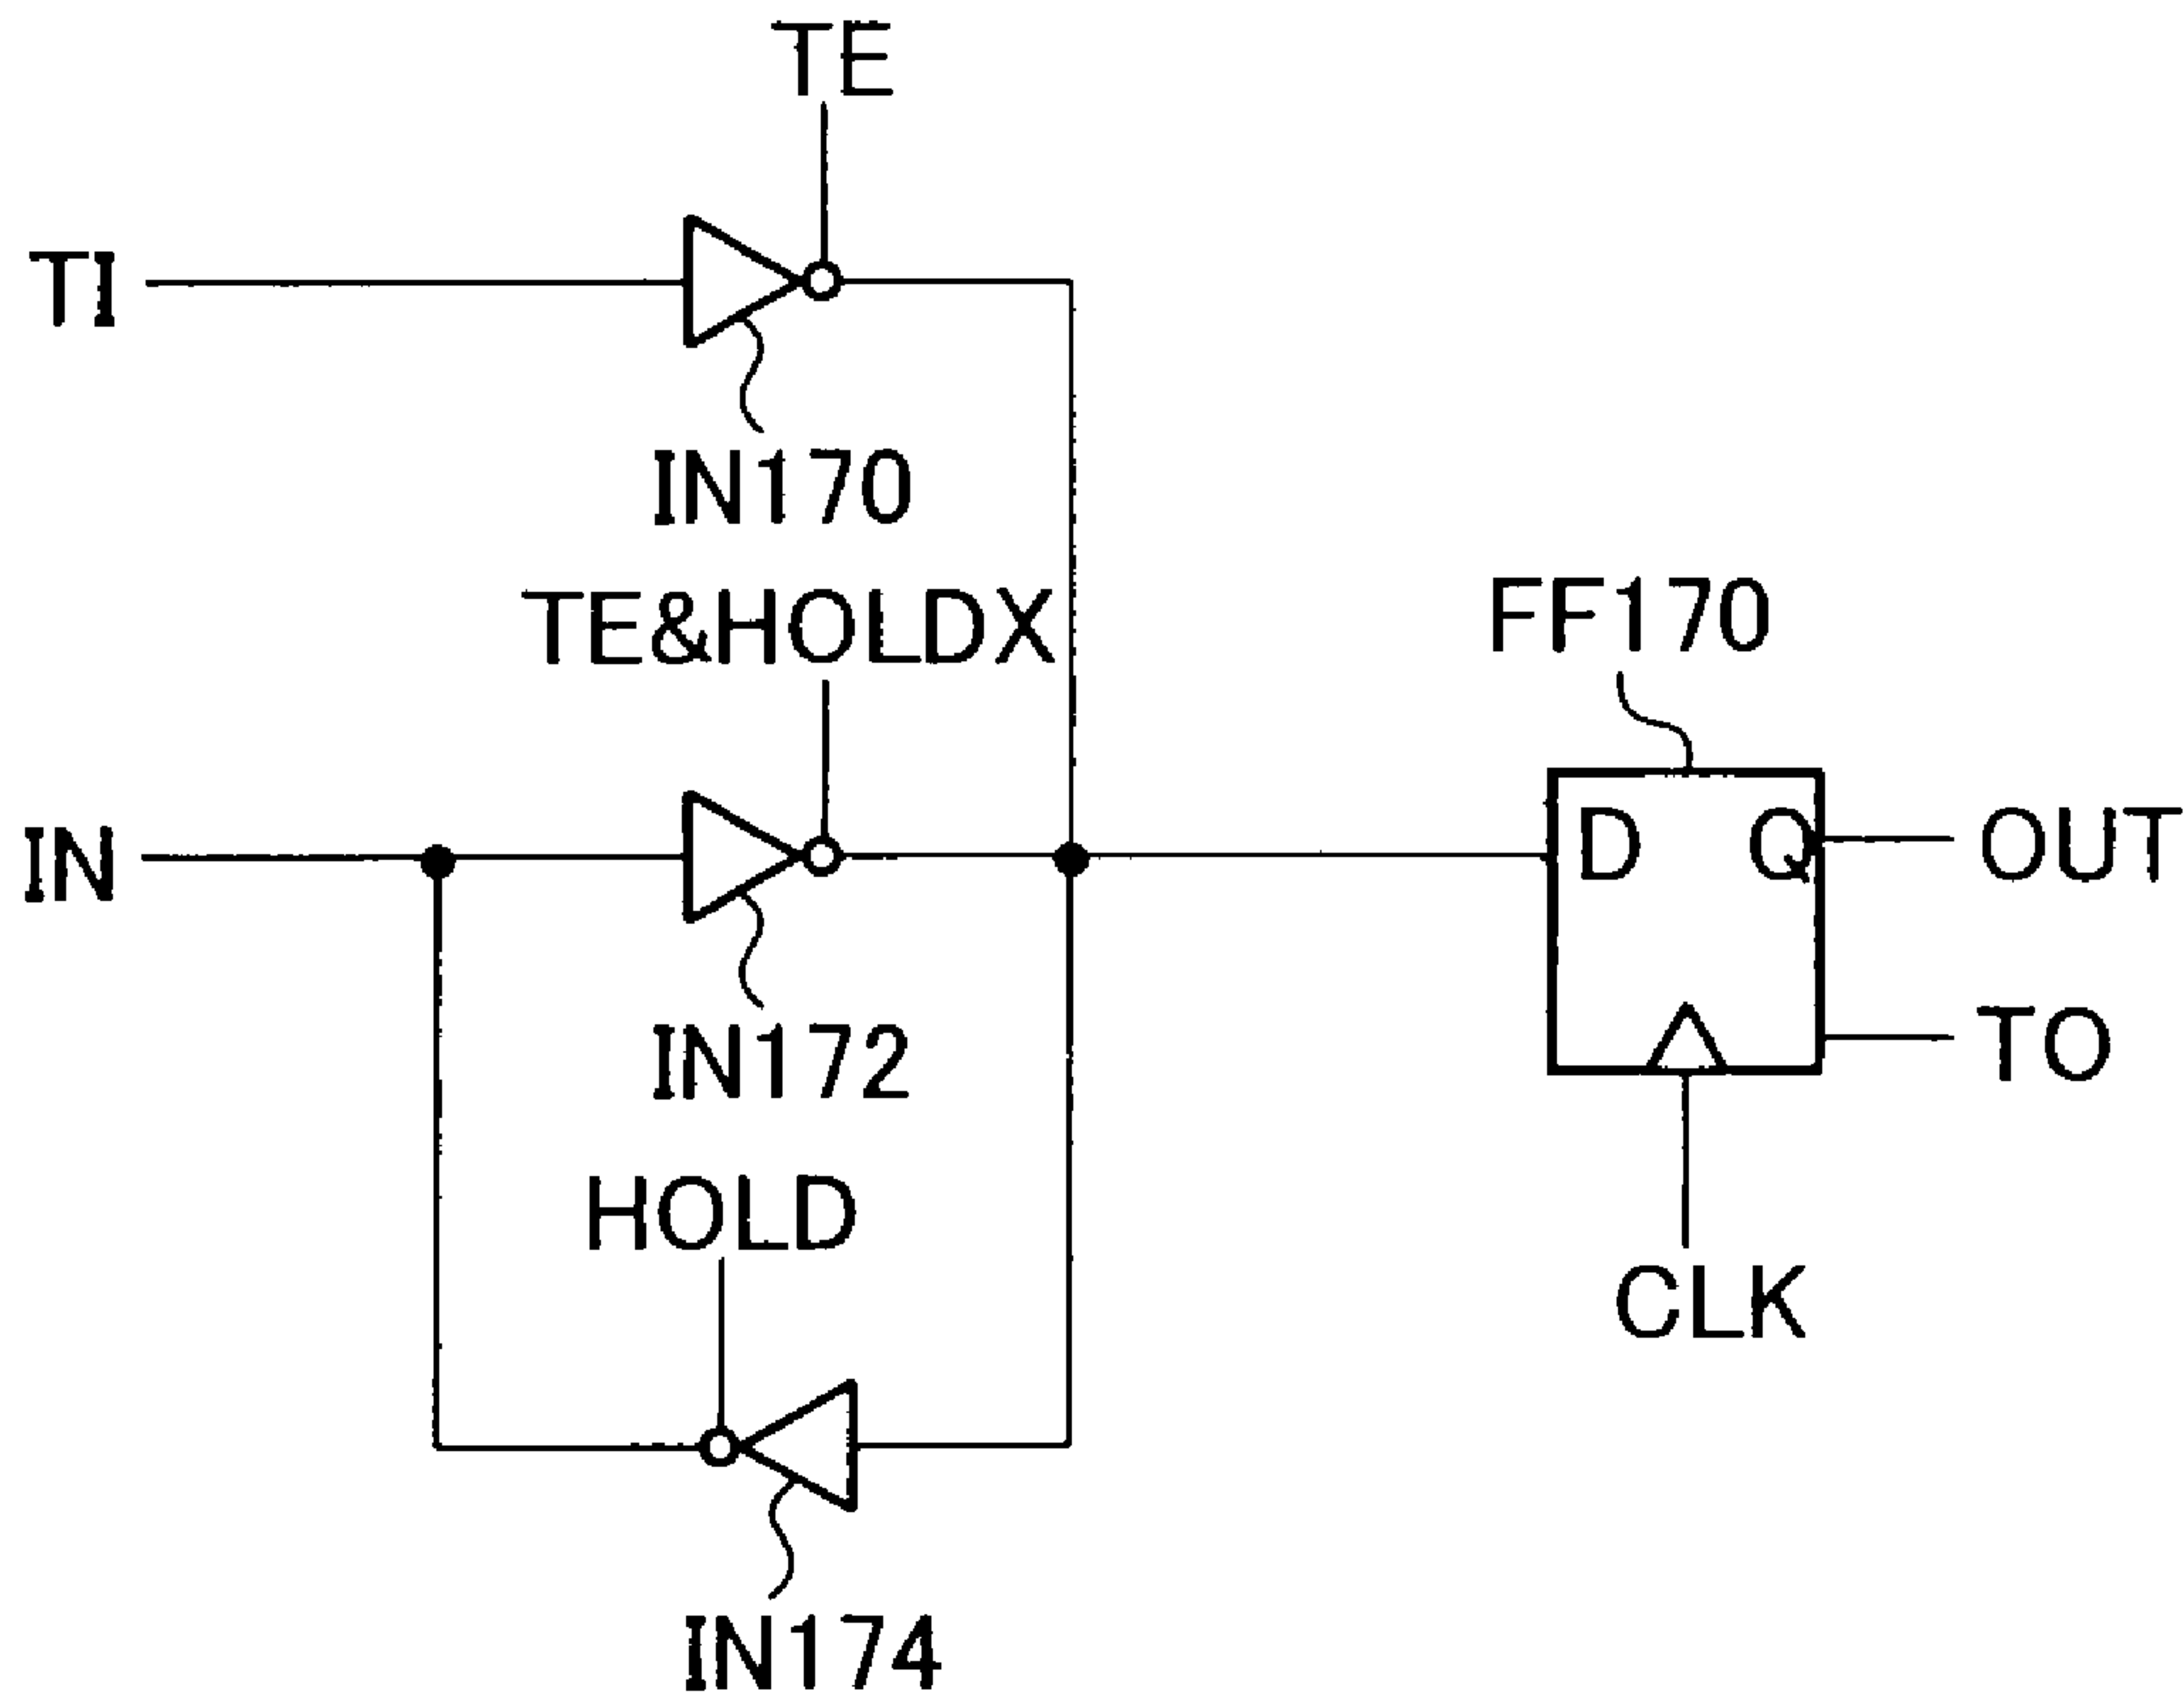 TE
TI
IN170
TE&HOLDX
FF170
IN
D Q
OUT
IN172
TO
HOLD
CLK
IN174